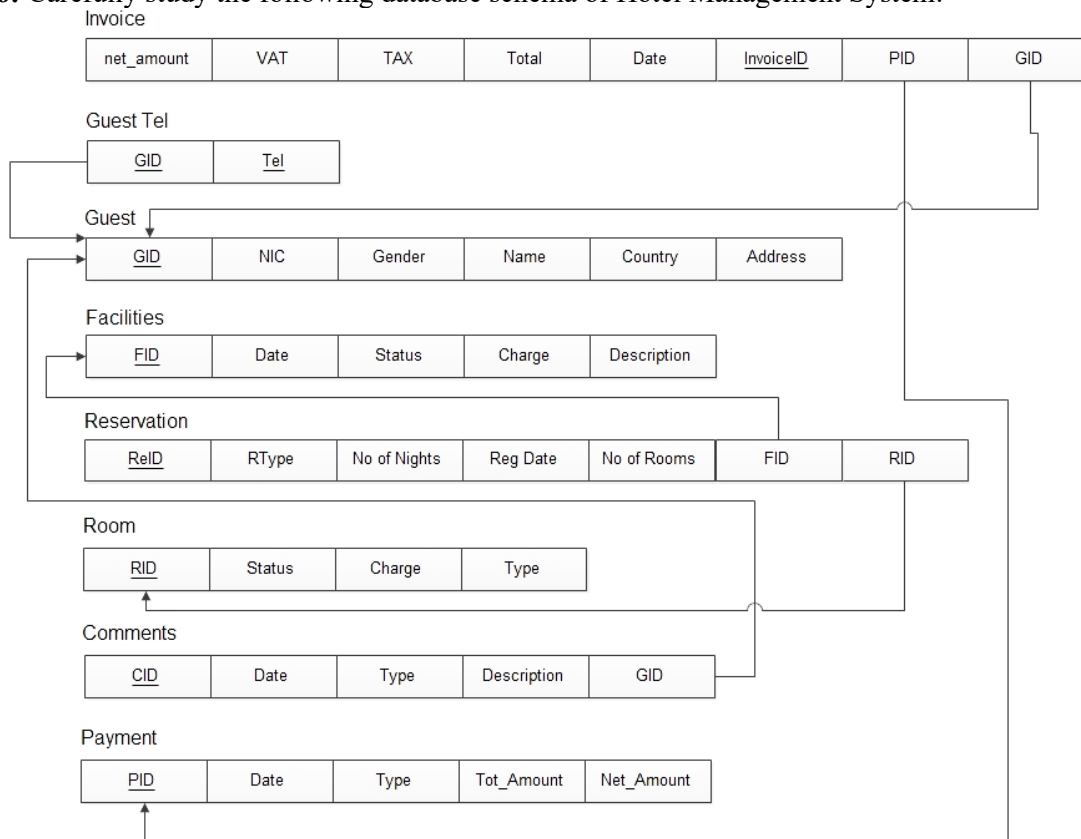 Carefully study the following database schema of Hotel Management System.
Invoice
net_amount VAT TAX Total Date InvoiceID PID GID
Guest Tel
GID Tel
Guest
GID NIC Gender Name Country Address
Facilities
FID Date Status Charge Description
Reservation
ReID RType No of Nights Reg Date No of Rooms FID RID
Room
RID Status Charge Type
Comments
CID Date Type Description GID
Payment
PID Date Type Tot_Amount Net_Amount